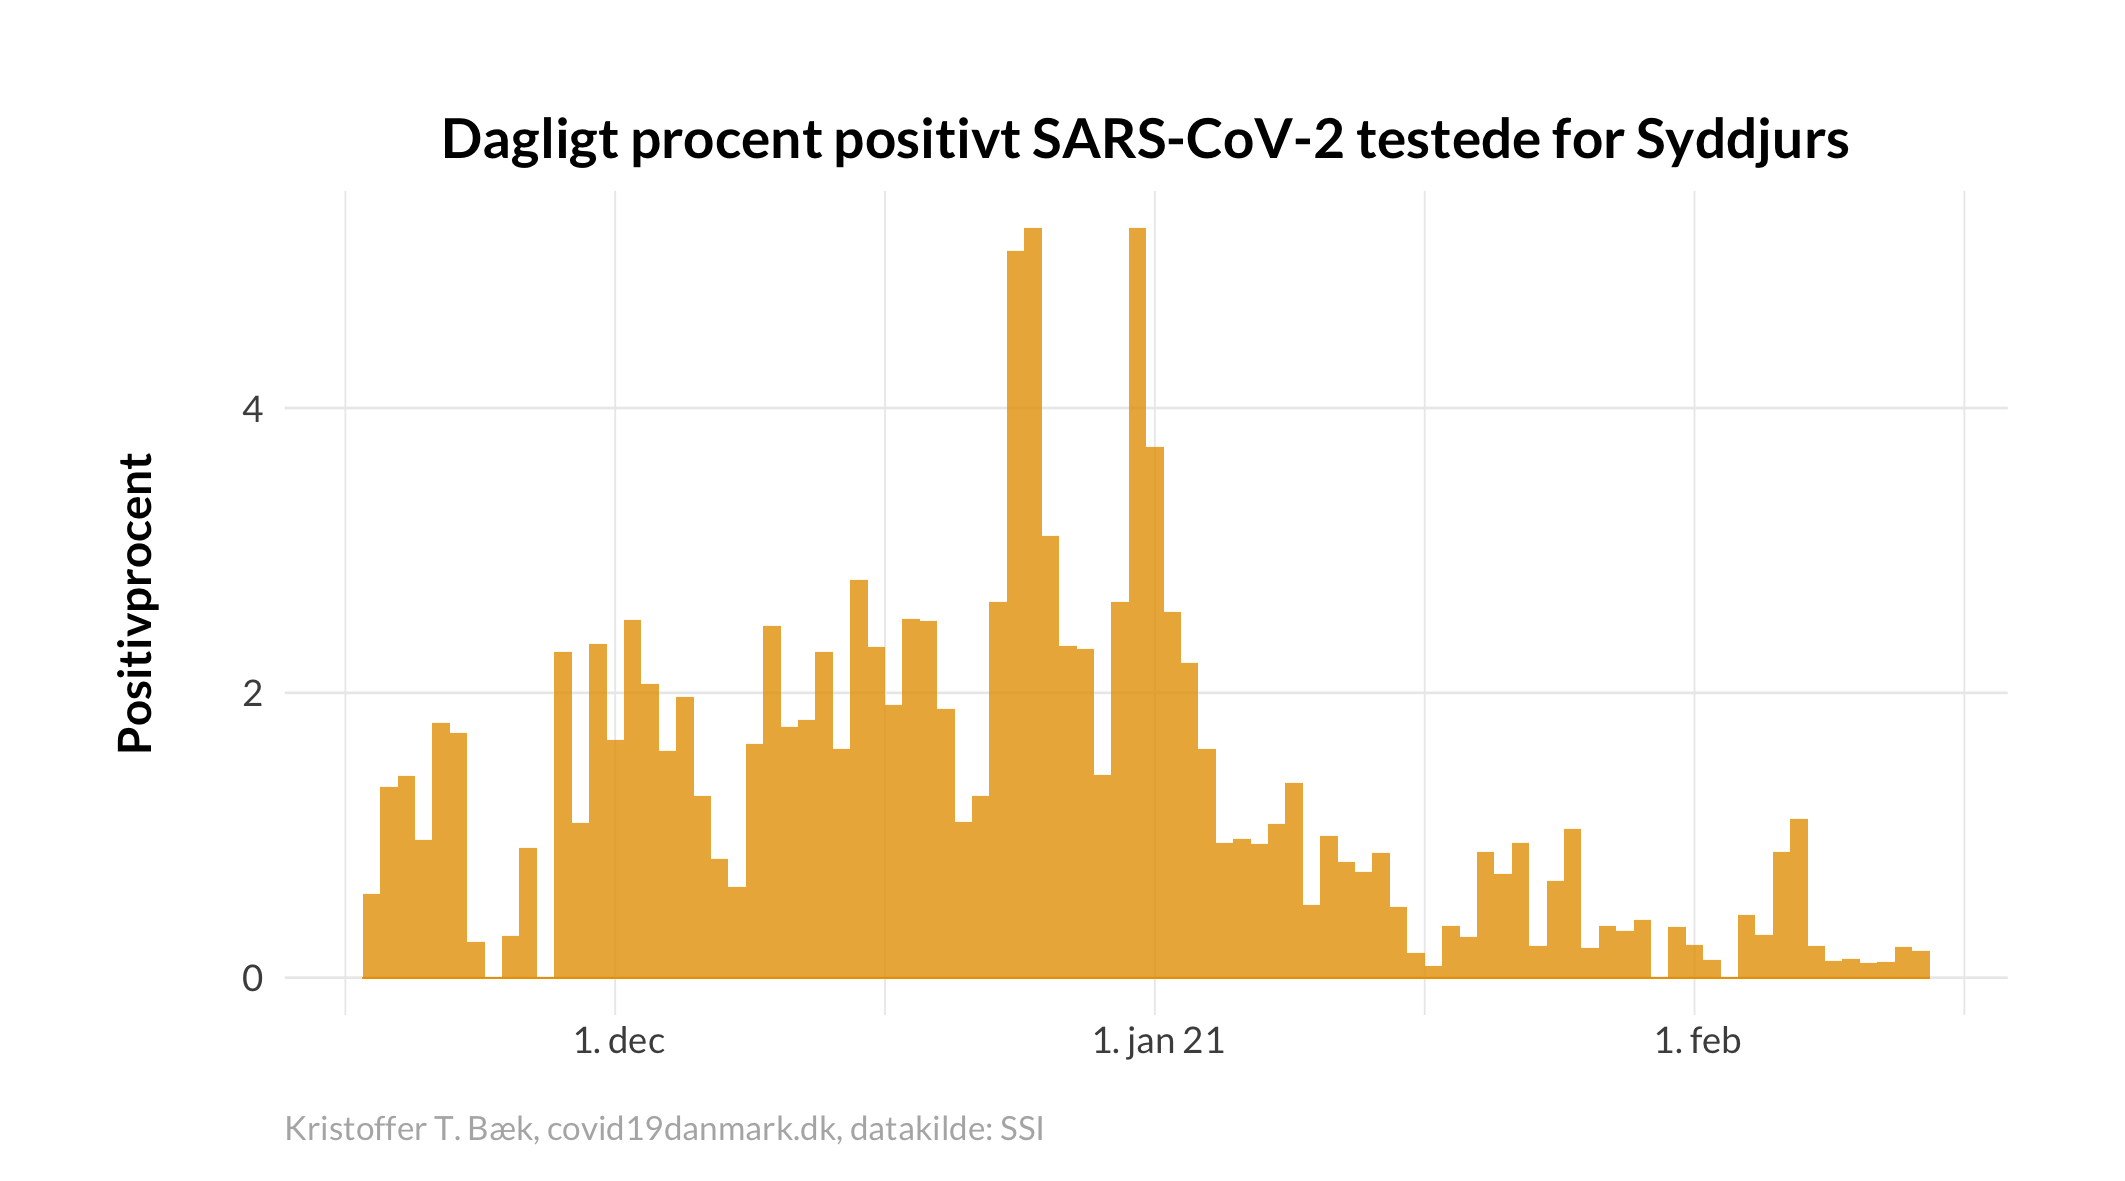 Dagligt procent positivt SARS-CoV-2 testede for Syddjurs
Positivprocent
4
2
0
1. dec
1. jan 21
1. feb
Kristoffer T. Bæk, covid19danmark.dk, datakilde: SSI